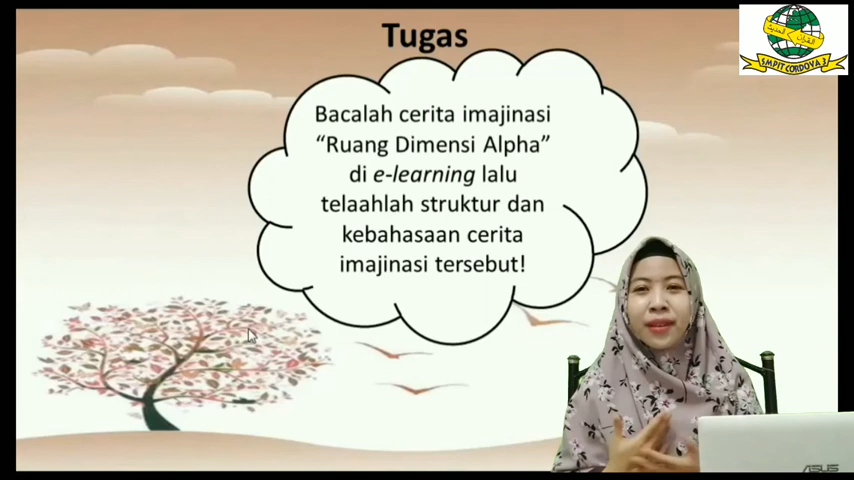 Tugas
Bacalah cerita imajinasi
“Ruang Dimensi Alpha”
di e-learning lalu
telaahlah struktur dan
kebahasaan cerita
imajinasi tersebut!
SMPIT CORDOVA 3
ASUS